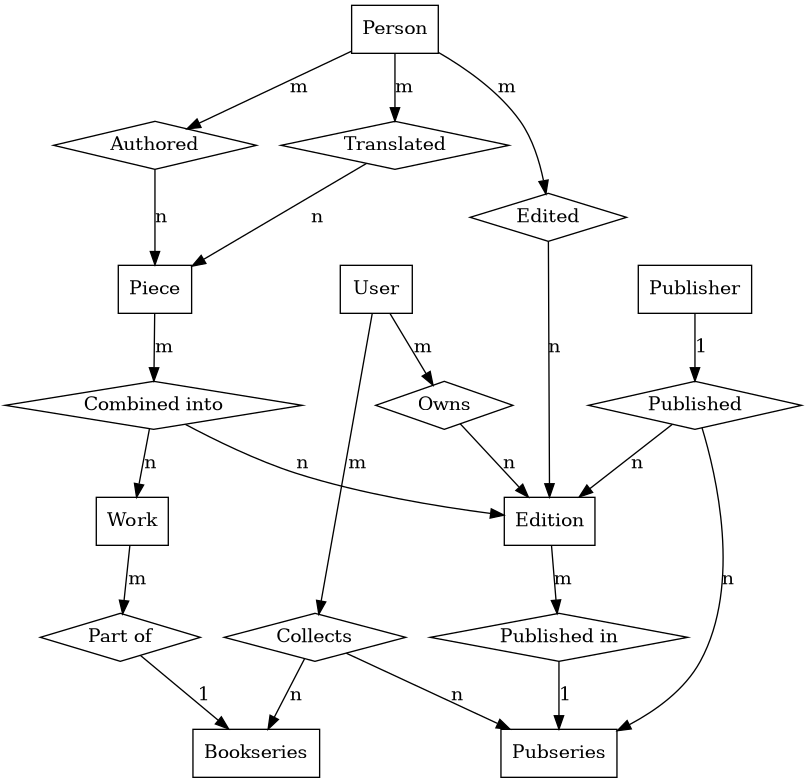 Person
m
m
m
Authored
Translated
Edited
n
n
Piece
User
Publisher
m
m
n
1
Combined into
Owns
Published
n
n
m
n
n
Work
Edition
m
m
n
Part of
Collects
Published in
1
n
n
1
Bookseries
Pubseries